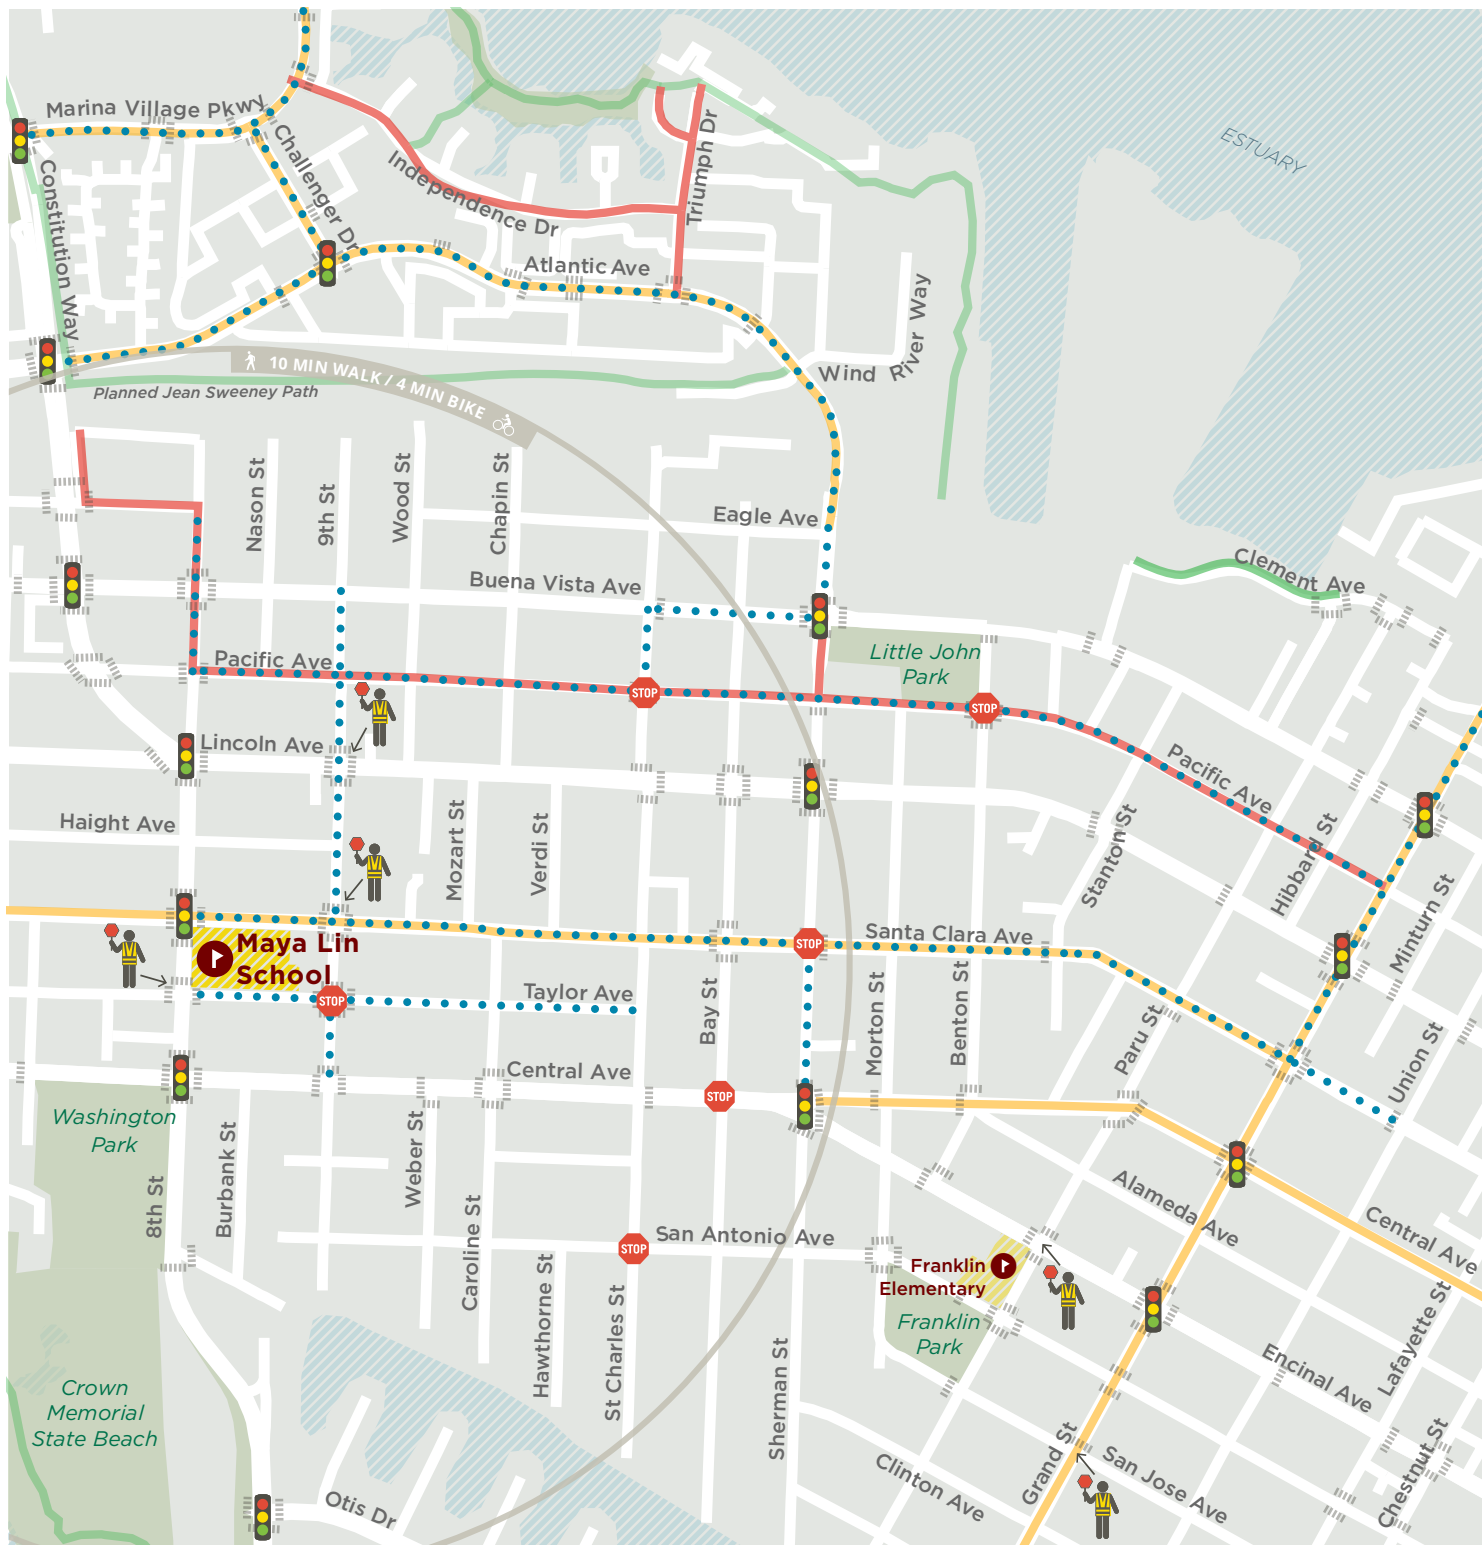 Marina Village Pkwy
ESTUARY
Challenger Dr
Triumph Dr
Independence Dr
Constitution Way
Atlantic Ave
Wind River Way
10 MIN WALK / 4 MIN BIKE
Planned Jean Sweeney Path
Nason St
9th St
Wood St
Chapin St
Eagle Ave
Clement Ave
Buena Vista Ave
Little John
Park
Pacific Ave
STOP
STOP
Lincoln Ave
Pacific Ave
Haight Ave
Mozart St
Verdi St
Stanton St
Hibbard St
Minturn St
Maya Lin
School
STOP
Santa Clara Ave
STOP
Taylor Ave
Bay St
Morton St
Benton St
Paru St
Union St
Central Ave
STOP
Washington
Park
8th St
Burbank St
Weber St
Caroline St
Alameda Ave
Central Ave
STOP
San Antonio Ave
Franklin
Elementary
Hawthorne St
St Charles St
Sherman St
Franklin
Park
Lafayette St
Encinal Ave
Crown
Memorial
State Beach
Grand St
Chestnut St
Clinton Ave
San Jose Ave
Otis Dr